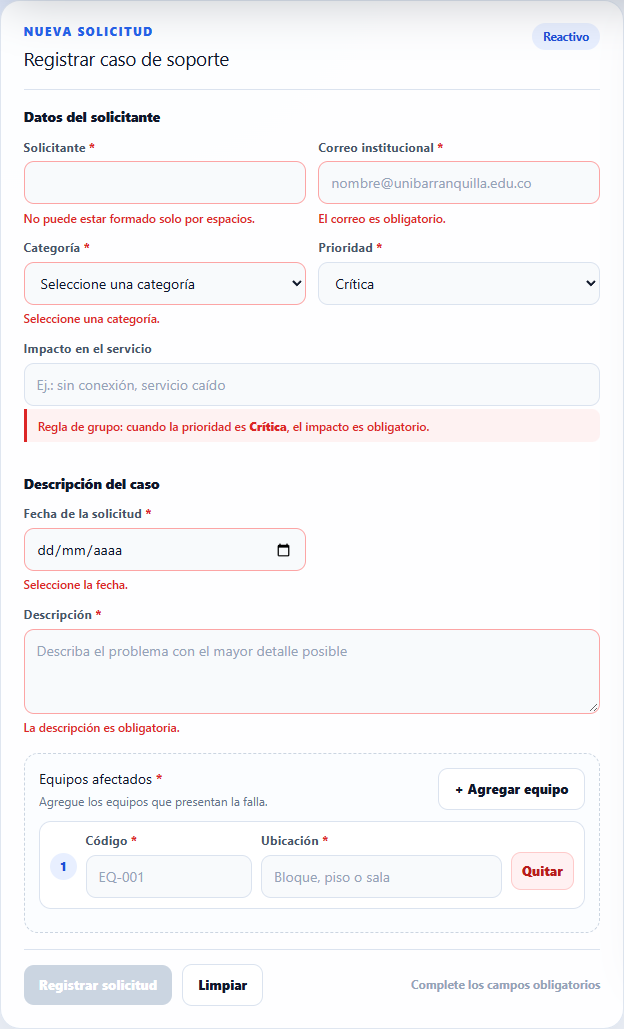 NUEVA SOLICITUD
Registrar caso de soporte
Reactivo
Datos del solicitante
Solicitante *
Correo institucional *
nombre@unibarranquilla.edu.co
No puede estar formado solo por espacios.
El correo es obligatorio.
Categoría *
Prioridad *
Seleccione una categoría
Crítica
Seleccione una categoría.
Impacto en el servicio
Ej.: sin conexión, servicio caído
Regla de grupo: cuando la prioridad es Crítica, el impacto es obligatorio.
Descripción del caso
Fecha de la solicitud *
dd/mm/aaaa
Seleccione la fecha.
Descripción *
Describa el problema con el mayor detalle posible
La descripción es obligatoria.
Equipos afectados *
Agregue los equipos que presentan la falla.
+ Agregar equipo
1
Código *
Ubicación *
EQ-001
Bloque, piso o sala
Quitar
Registrar solicitud
Limpiar
Complete los campos obligatorios